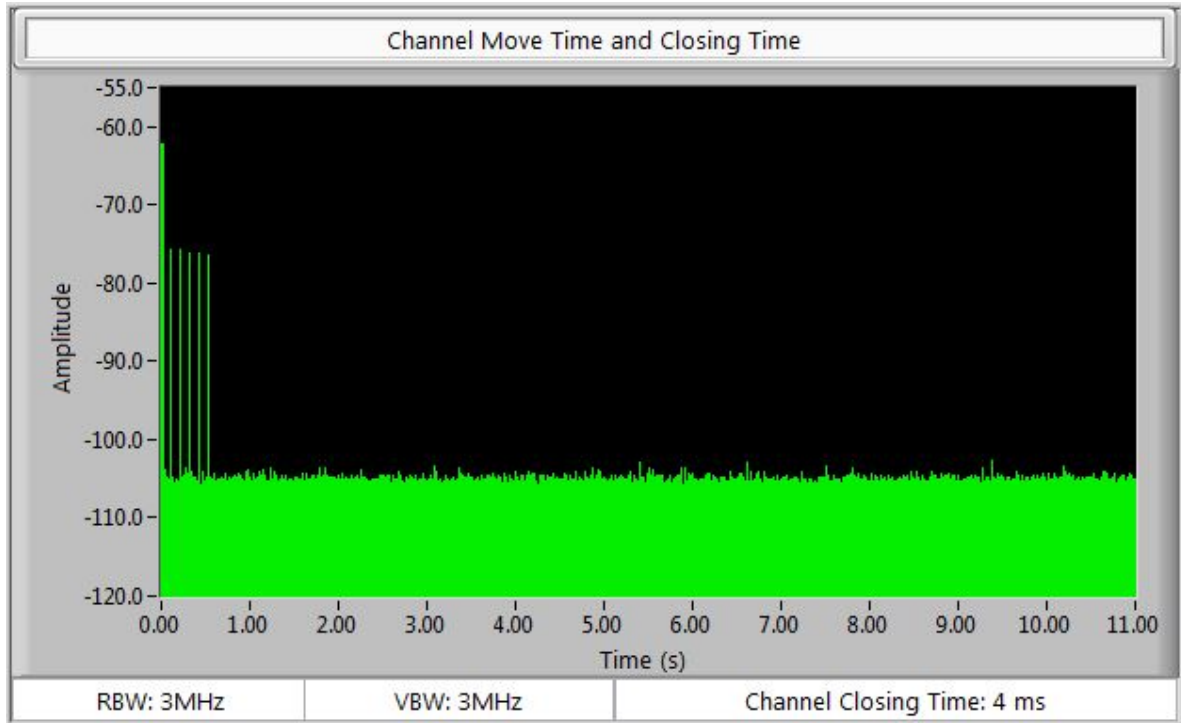 Channel Move Time and Closing Time
-55.0
-60.0
-70.0
-80.0
-90.0
-100.0
-110.0
-120.0
Amplitude
0.00 1.00 2.00 3.00 4.00 5.00 6.00 7.00 8.00 9.00 10.00 11.00
Time (s)
RBW: 3MHz VBW: 3MHz Channel Closing Time: 4 ms